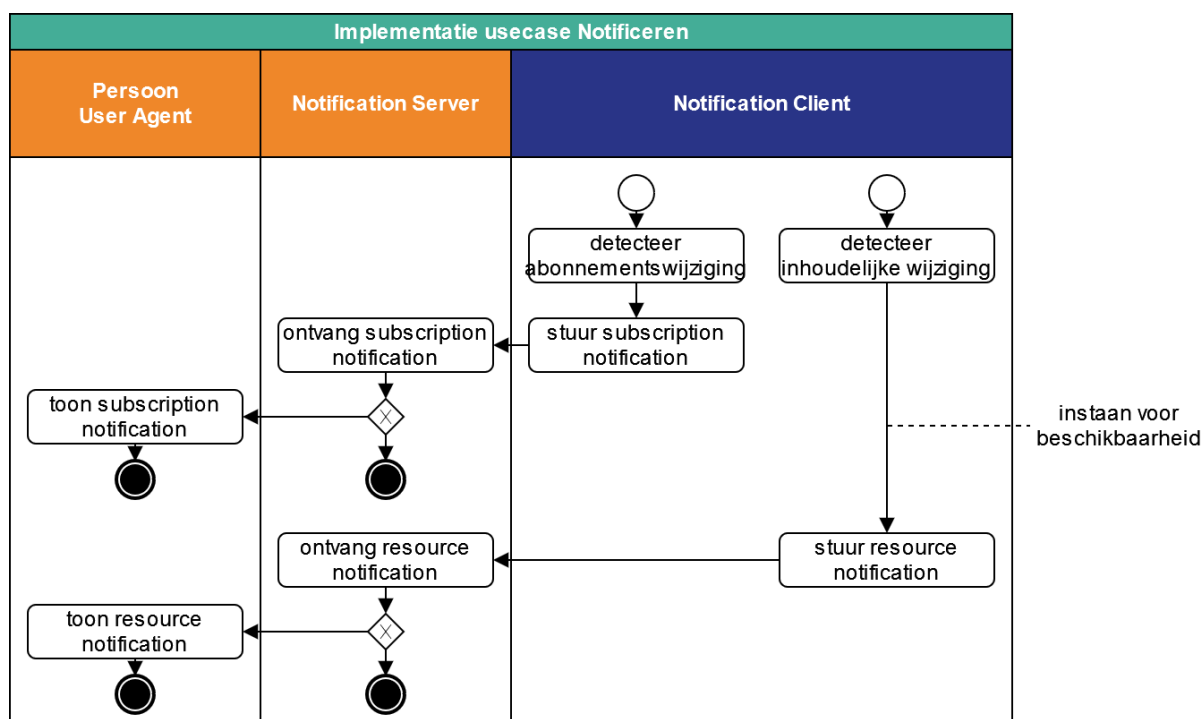 Implementatie usecase Notificeren
Persoon
User Agent
Notification Server
Notification Client
detecteer
abonnementswijziging
detecteer
inhoudelijke wijziging
ontvang subscription
notification
stuur subscription
notification
toon subscription
notification
X
instaan voor
beschikbaarheid
ontvang resource
notification
stuur resource
notification
toon resource
notification
X